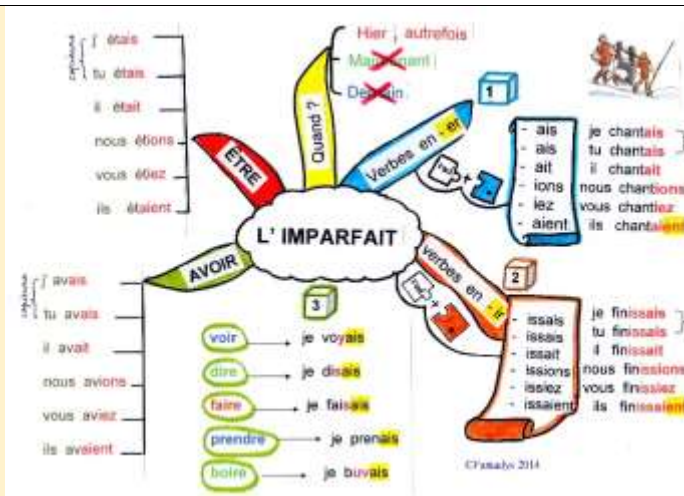 j' étais
tu étais
il était
nous étions
vous étiez
ils étaient
ÊTRE
Quand ?
Hier , autrefois
Maintenant
Demain
1
Verbes en - er
rad +
- ais
- ais
- ait
- ions
- iez
- aient
je chantais
tu chantais
il chantait
nous chantions
vous chantiez
ils chantaient
L' IMPARFAIT
AVOIR
j' avais
tu avais
il avait
nous avions
vous aviez
ils avaient
3
voir je voyais
dire je disais
faire je faisais
prendre je prenais
boire je buvais
verbes en - ir
rad +
2
- issais
- issais
- issait
- issions
- issiez
- issaient
je finissais
tu finissais
il finissait
nous finissions
vous finissiez
ils finissaient
2014